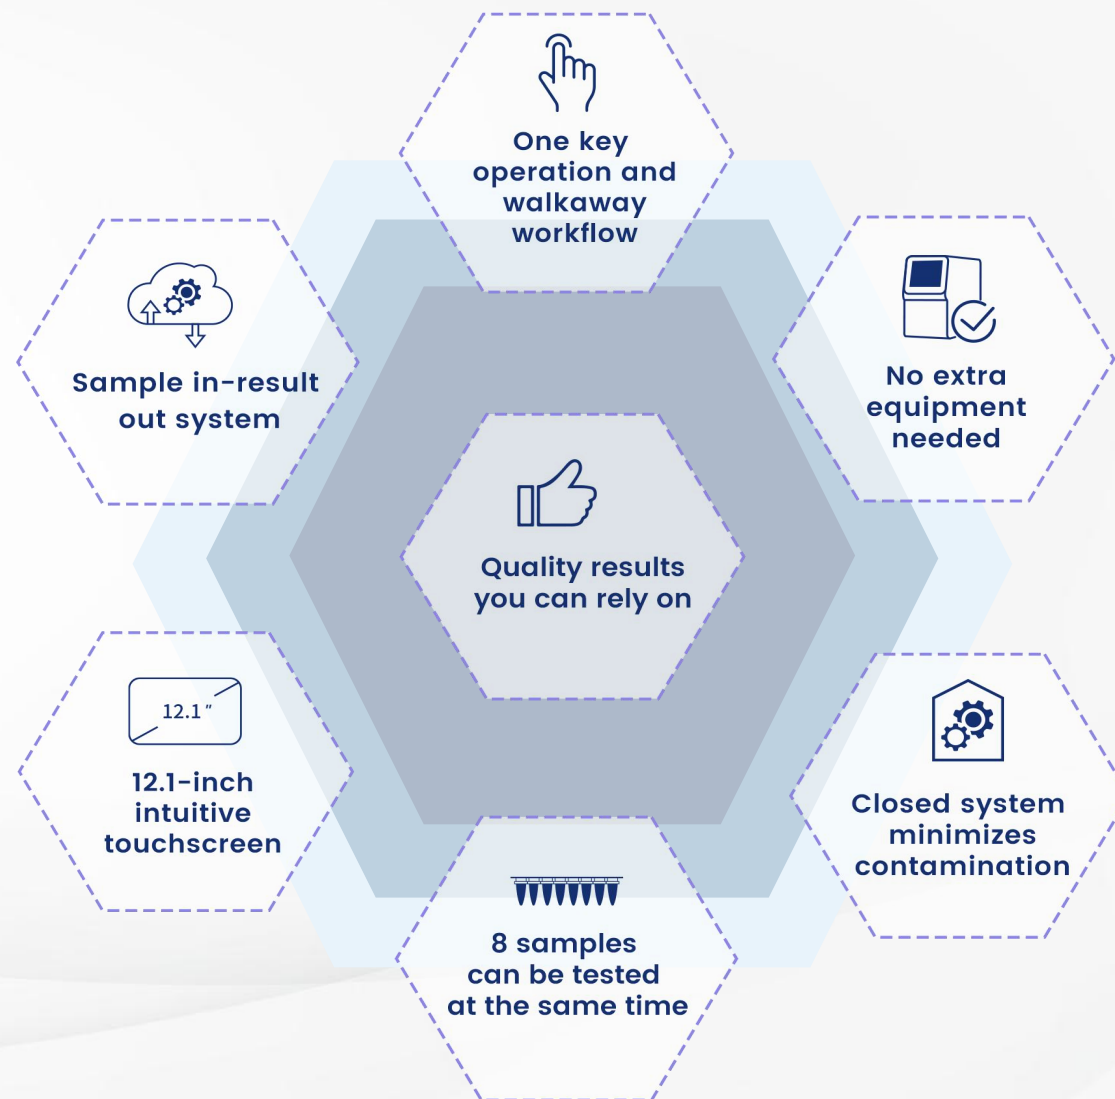 One key
operation and
walkaway
workflow
Sample in-result
out system
No extra
equipment
needed
Quality results
you can rely on
12.1"
12.1-inch
intuitive
touchscreen
Closed system
minimizes
contamination
8 samples
can be tested
at the same time